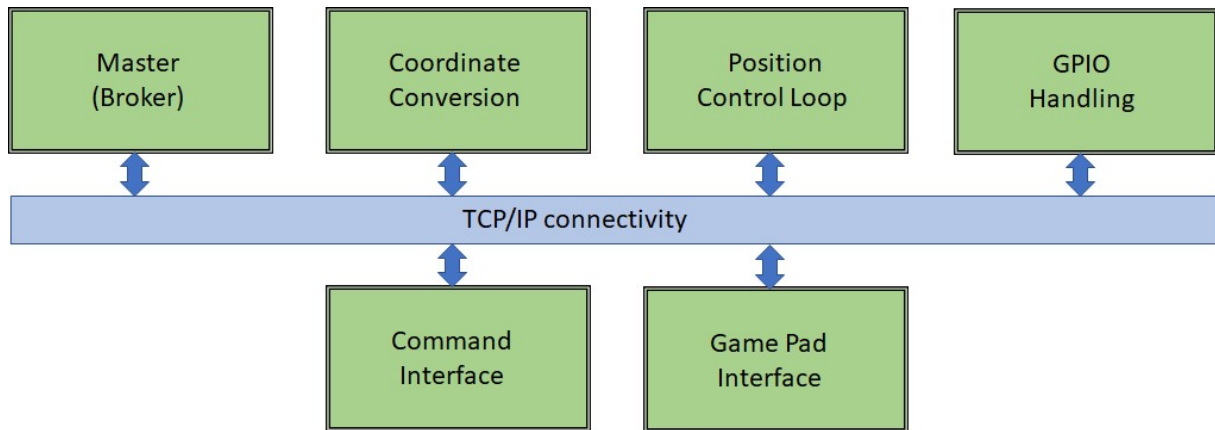 Master
(Broker)
Coordinate
Conversion
Position
Control Loop
GPIO
Handling
TCP/IP connectivity
Command
Interface
Game Pad
Interface